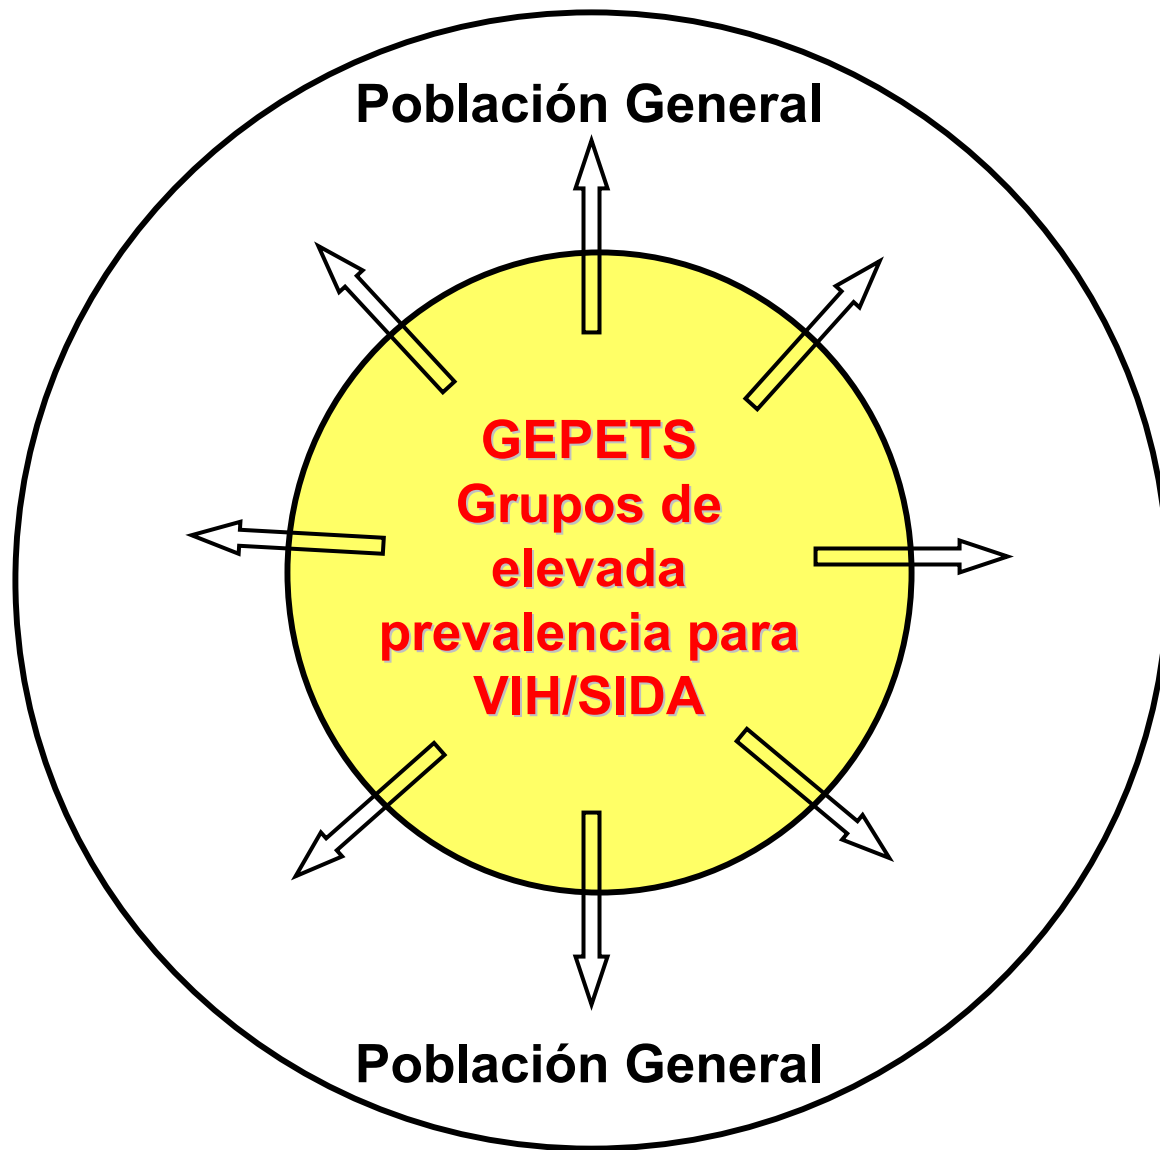 Población General
GEPETS
Grupos de
elevada
prevalencia para
VIH/SIDA
Población General